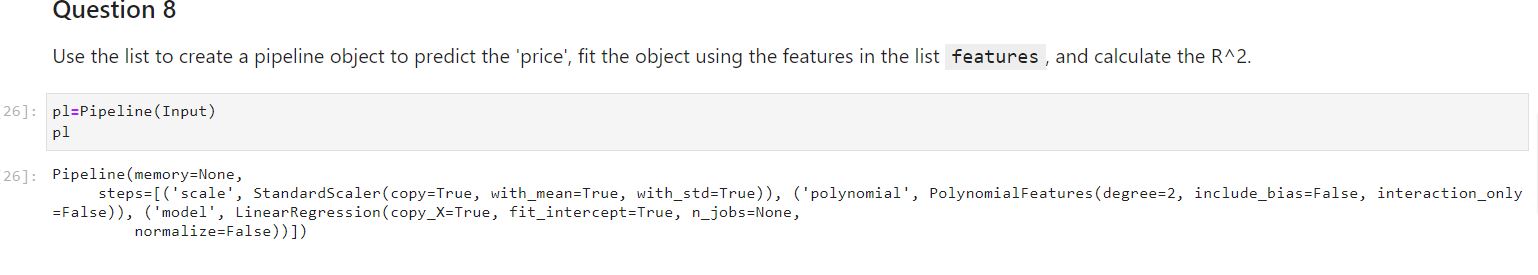 Question 8
Use the list to create a pipeline object to predict the 'price', fit the object using the features in the list features , and calculate the R^2.
26]: pl=Pipeline(Input)
pl
26]: Pipeline(memory=None,
steps=[('scale', StandardScaler(copy=True, with_mean=True, with_std=True)), ('polynomial', PolynomialFeatures(degree=2, include_bias=False, interaction_only
=False)), ('model', LinearRegression(copy_X=True, fit_intercept=True, n_jobs=None,
normalize=False))])